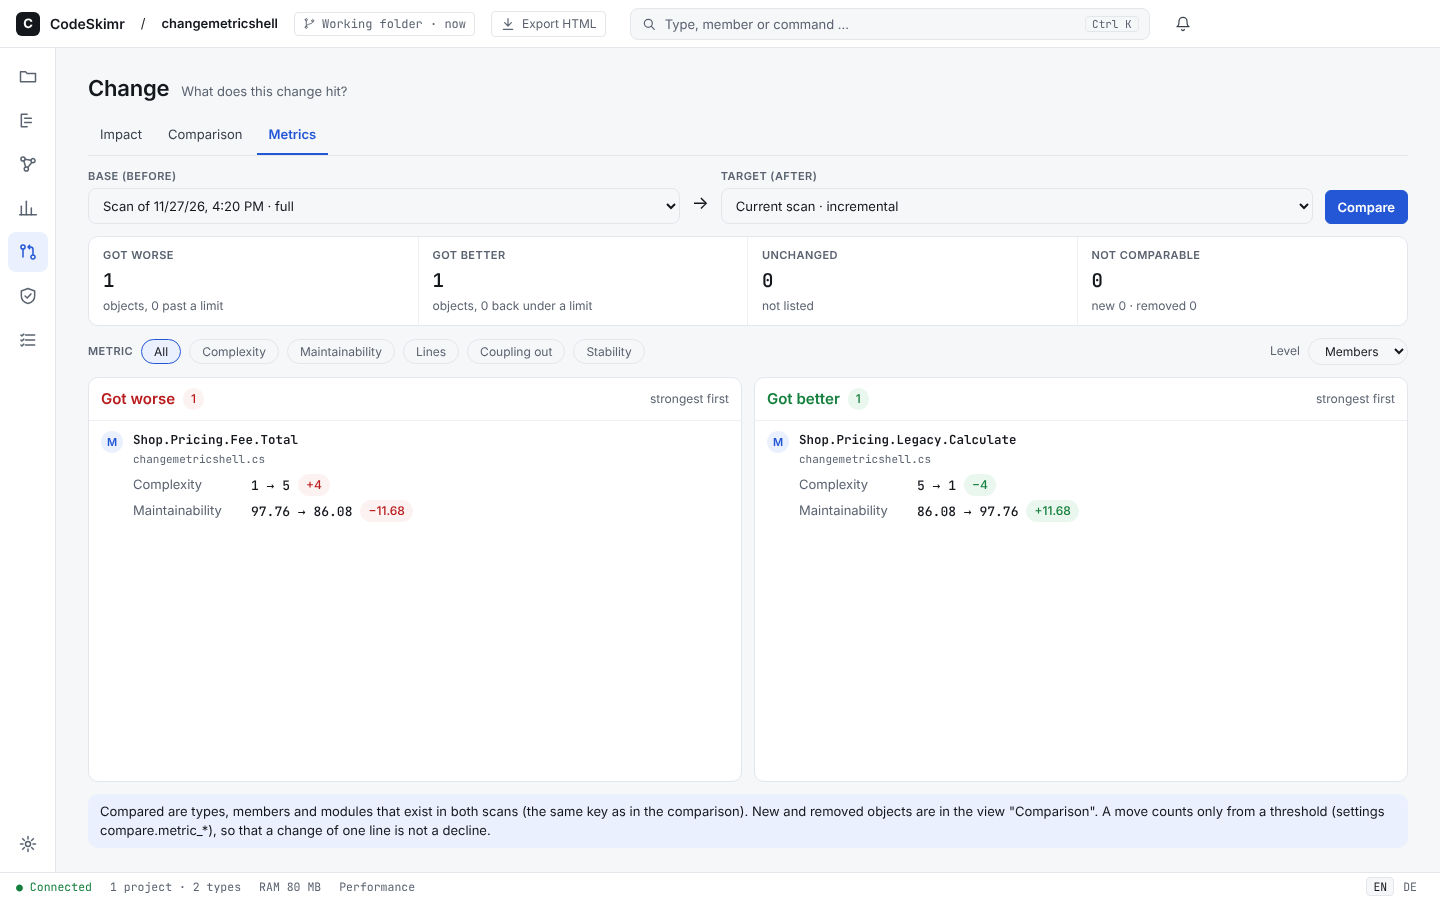 C CodeSkimr / changemetricshell Working folder · now Export HTML Type, member or command ... Ctrl K
Change What does this change hit?
Impact Comparison Metrics
BASE (BEFORE) TARGET (AFTER)
Scan of 11/27/26, 4:20 PM · full → Current scan · incremental Compare
GOT WORSE GOT BETTER UNCHANGED NOT COMPARABLE
1 1 0 0
objects, 0 past a limit objects, 0 back under a limit not listed new 0 · removed 0
METRIC All Complexity Maintainability Lines Coupling out Stability Level Members
Got worse 1 strongest first
M Shop.Pricing.Fee.Total
changemetricshell.cs
Complexity 1 → 5 +4
Maintainability 97.76 → 86.08 −11.68
Got better 1 strongest first
M Shop.Pricing.Legacy.Calculate
changemetricshell.cs
Complexity 5 → 1 −4
Maintainability 86.08 → 97.76 +11.68
Compared are types, members and modules that exist in both scans (the same key as in the comparison). New and removed objects are in the view "Comparison". A move counts only from a threshold (settings
compare.metric_*), so that a change of one line is not a decline.
● Connected 1 project · 2 types RAM 80 MB Performance EN DE